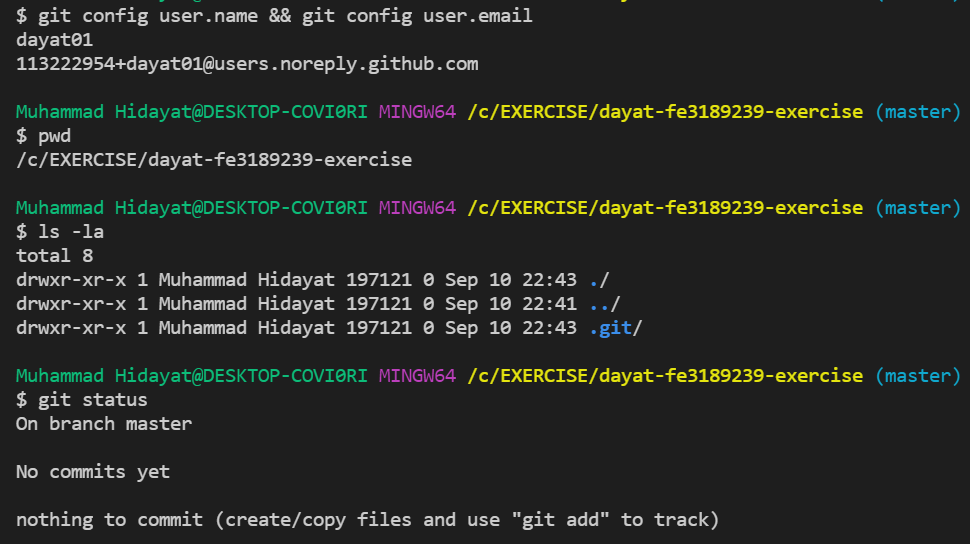 $ git config user.name && git config user.email
dayat01
113222954+dayat01@users.noreply.github.com
Muhammad Hidayat@DESKTOP-COVI0RI MINGW64 /c/EXERCISE/dayat-fe3189239-exercise (master)
$ pwd
/c/EXERCISE/dayat-fe3189239-exercise
Muhammad Hidayat@DESKTOP-COVI0RI MINGW64 /c/EXERCISE/dayat-fe3189239-exercise (master)
$ ls -la
total 8
drwxr-xr-x 1 Muhammad Hidayat 197121 0 Sep 10 22:43 ./
drwxr-xr-x 1 Muhammad Hidayat 197121 0 Sep 10 22:41 ../
drwxr-xr-x 1 Muhammad Hidayat 197121 0 Sep 10 22:43 .git/
Muhammad Hidayat@DESKTOP-COVI0RI MINGW64 /c/EXERCISE/dayat-fe3189239-exercise (master)
$ git status
On branch master
No commits yet
nothing to commit (create/copy files and use "git add" to track)